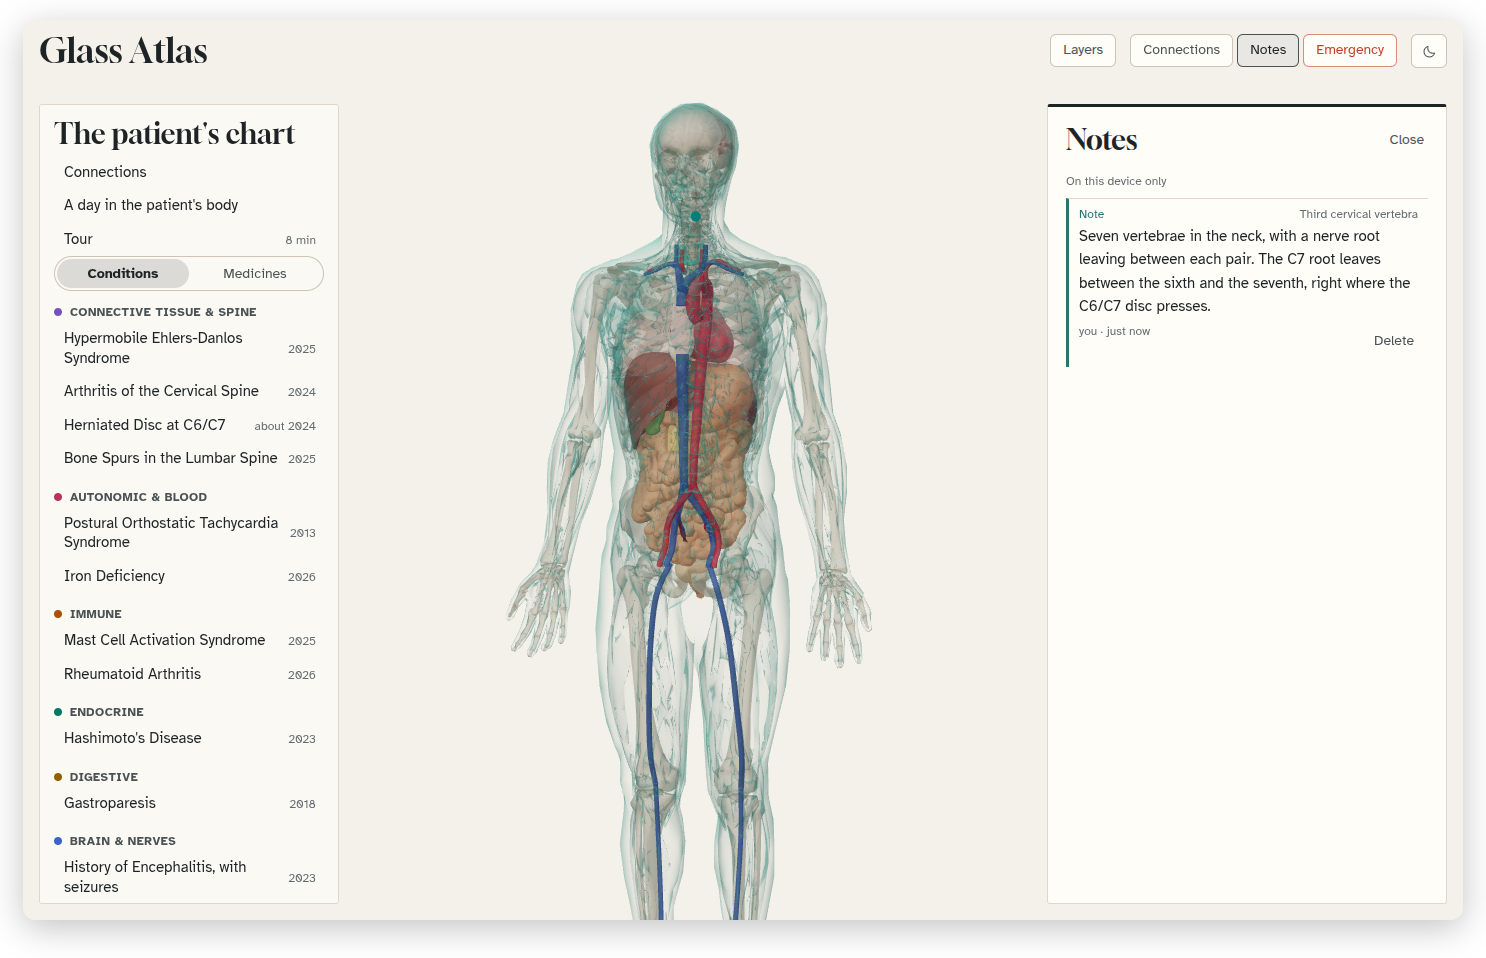 Glass Atlas
Layers
Connections
Notes
Emergency
The patient's chart
Connections
A day in the patient's body
Tour 8 min
Conditions Medicines
CONNECTIVE TISSUE & SPINE
Hypermobile Ehlers-Danlos
Syndrome 2025
Arthritis of the Cervical Spine 2024
Herniated Disc at C6/C7 about 2024
Bone Spurs in the Lumbar Spine 2025
AUTONOMIC & BLOOD
Postural Orthostatic Tachycardia
Syndrome 2013
Iron Deficiency 2026
IMMUNE
Mast Cell Activation Syndrome 2025
Rheumatoid Arthritis 2026
ENDOCRINE
Hashimoto's Disease 2023
DIGESTIVE
Gastroparesis 2018
BRAIN & NERVES
History of Encephalitis, with
seizures 2023
Notes
Close
On this device only
Note Third cervical vertebra
Seven vertebrae in the neck, with a nerve root
leaving between each pair. The C7 root leaves
between the sixth and the seventh, right where the
C6/C7 disc presses.
you · just now
Delete